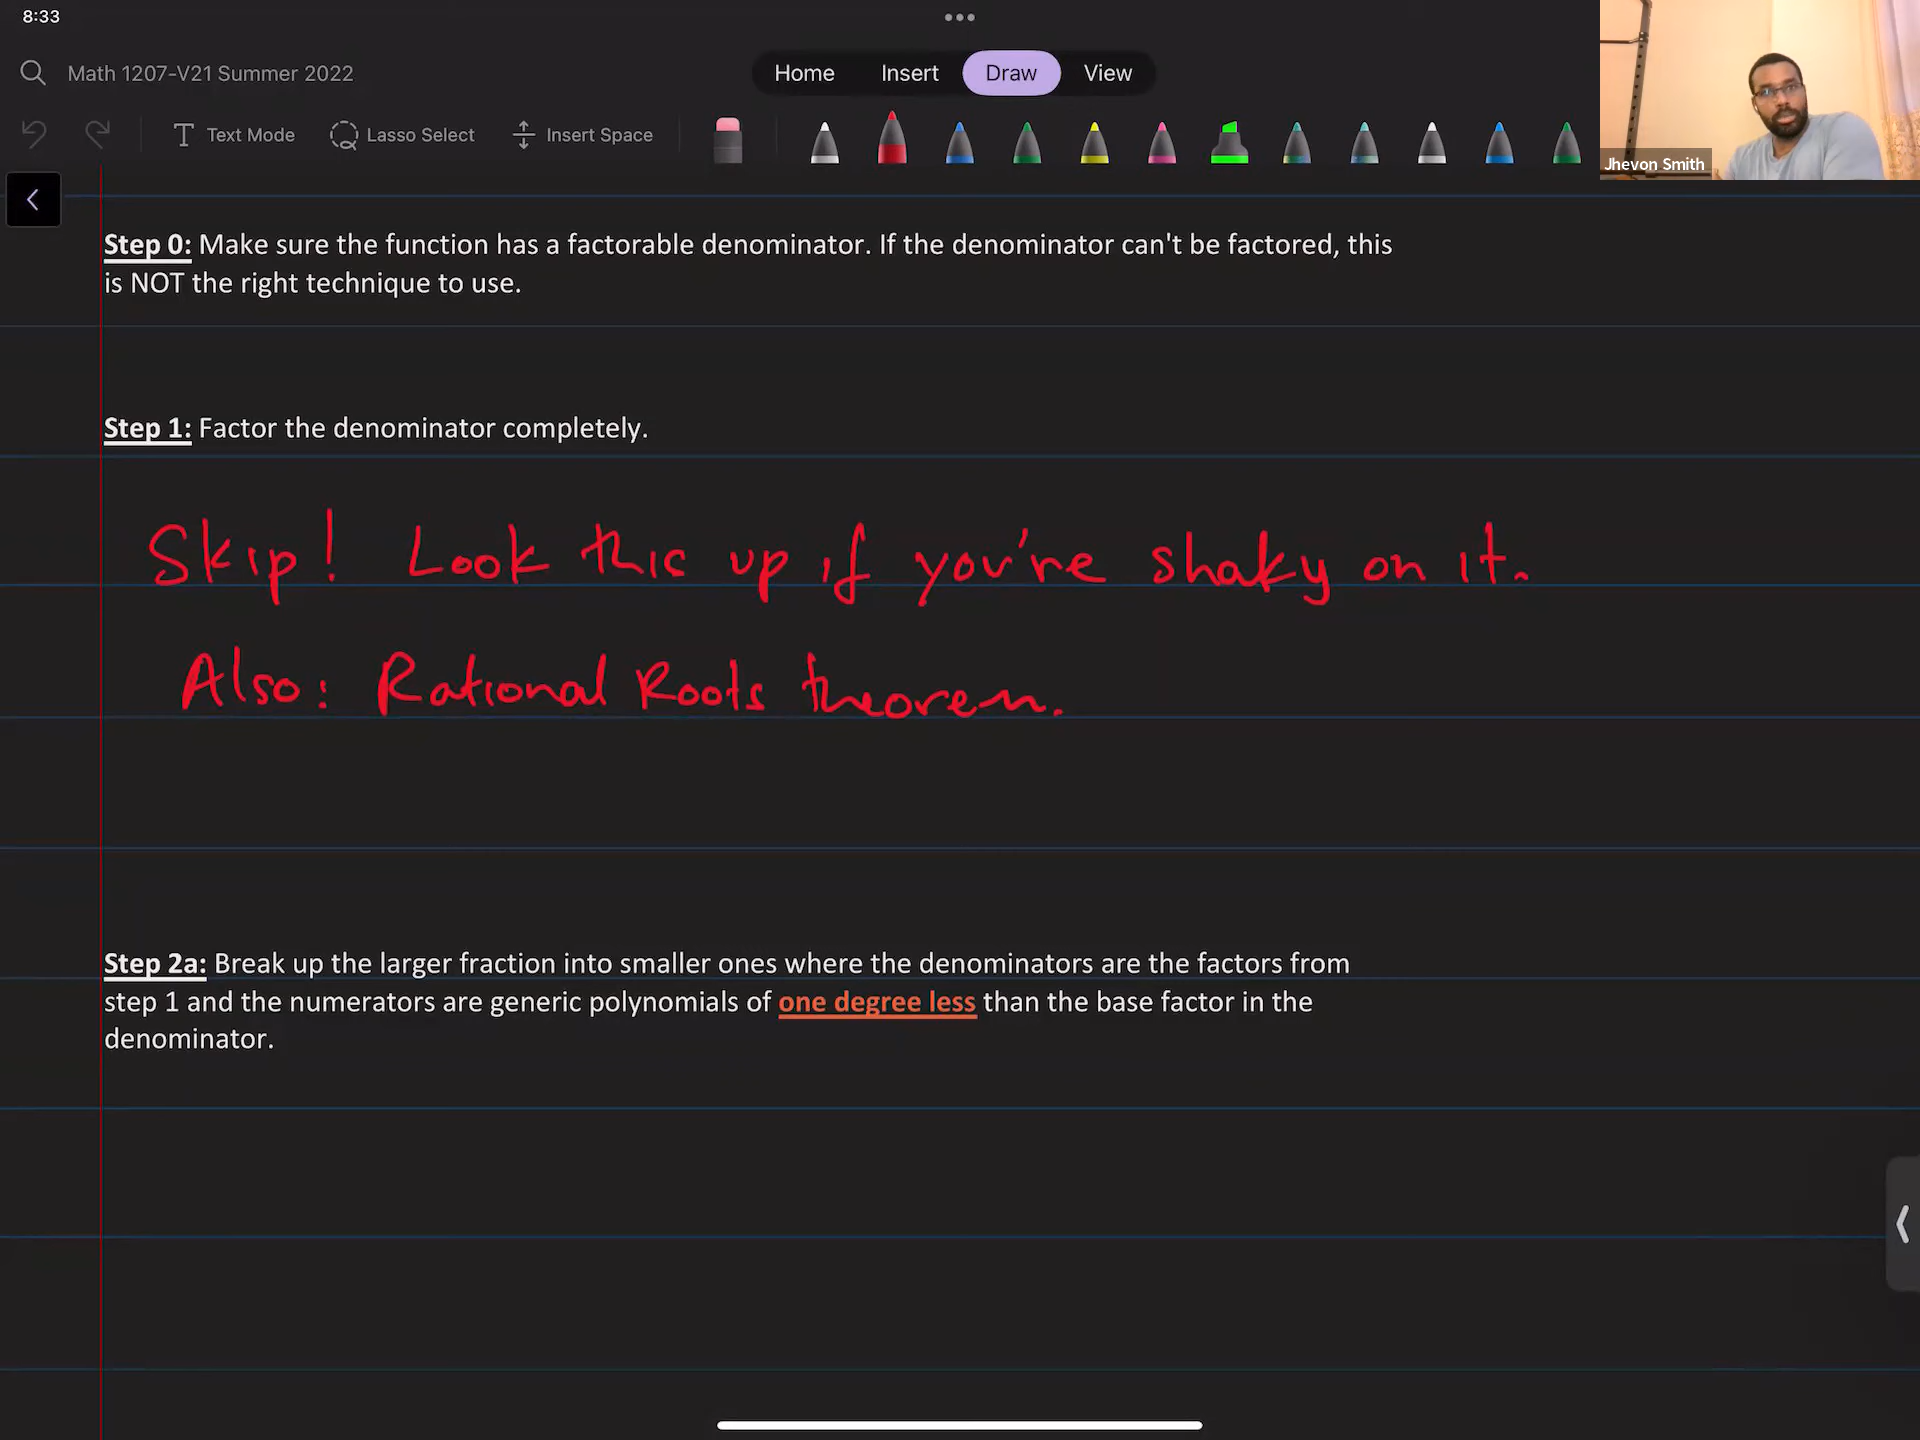 8:33
Math 1207-V21 Summer 2022
Home Insert Draw View
Text Mode Lasso Select Insert Space
Jhevon Smith
Step 0: Make sure the function has a factorable denominator. If the denominator can't be factored, this
is NOT the right technique to use.
Step 1: Factor the denominator completely.
Skip! Look this up if you're shaky on it.
Also: Rational Roots theorem.
Step 2a: Break up the larger fraction into smaller ones where the denominators are the factors from
step 1 and the numerators are generic polynomials of one degree less than the base factor in the
denominator.